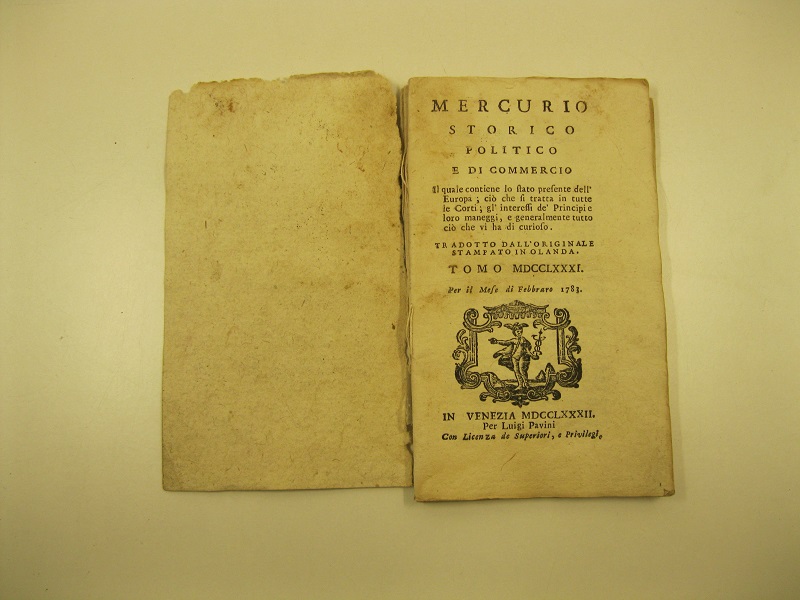 MERCURIO
STORICO
POLITICO
E DI COMMERCIO
Il quale contiene lo ſtato preſente dell'
Europa; ciò che ſi tratta in tutte
le Corti; gl' intereſſi de' Principi e
loro maneggi, e generalmente tutto
ciò che vi ha di curioſo.
TRADOTTO DALL'ORIGINALE
STAMPATO IN OLANDA.
TOMO MDCCLXXXI.
Per il Meſe di Febbraro 1783.
IN VENEZIA MDCCLXXXII.
Per Luigi Pavini
Con Licenza de Superiori, e Privilegi.